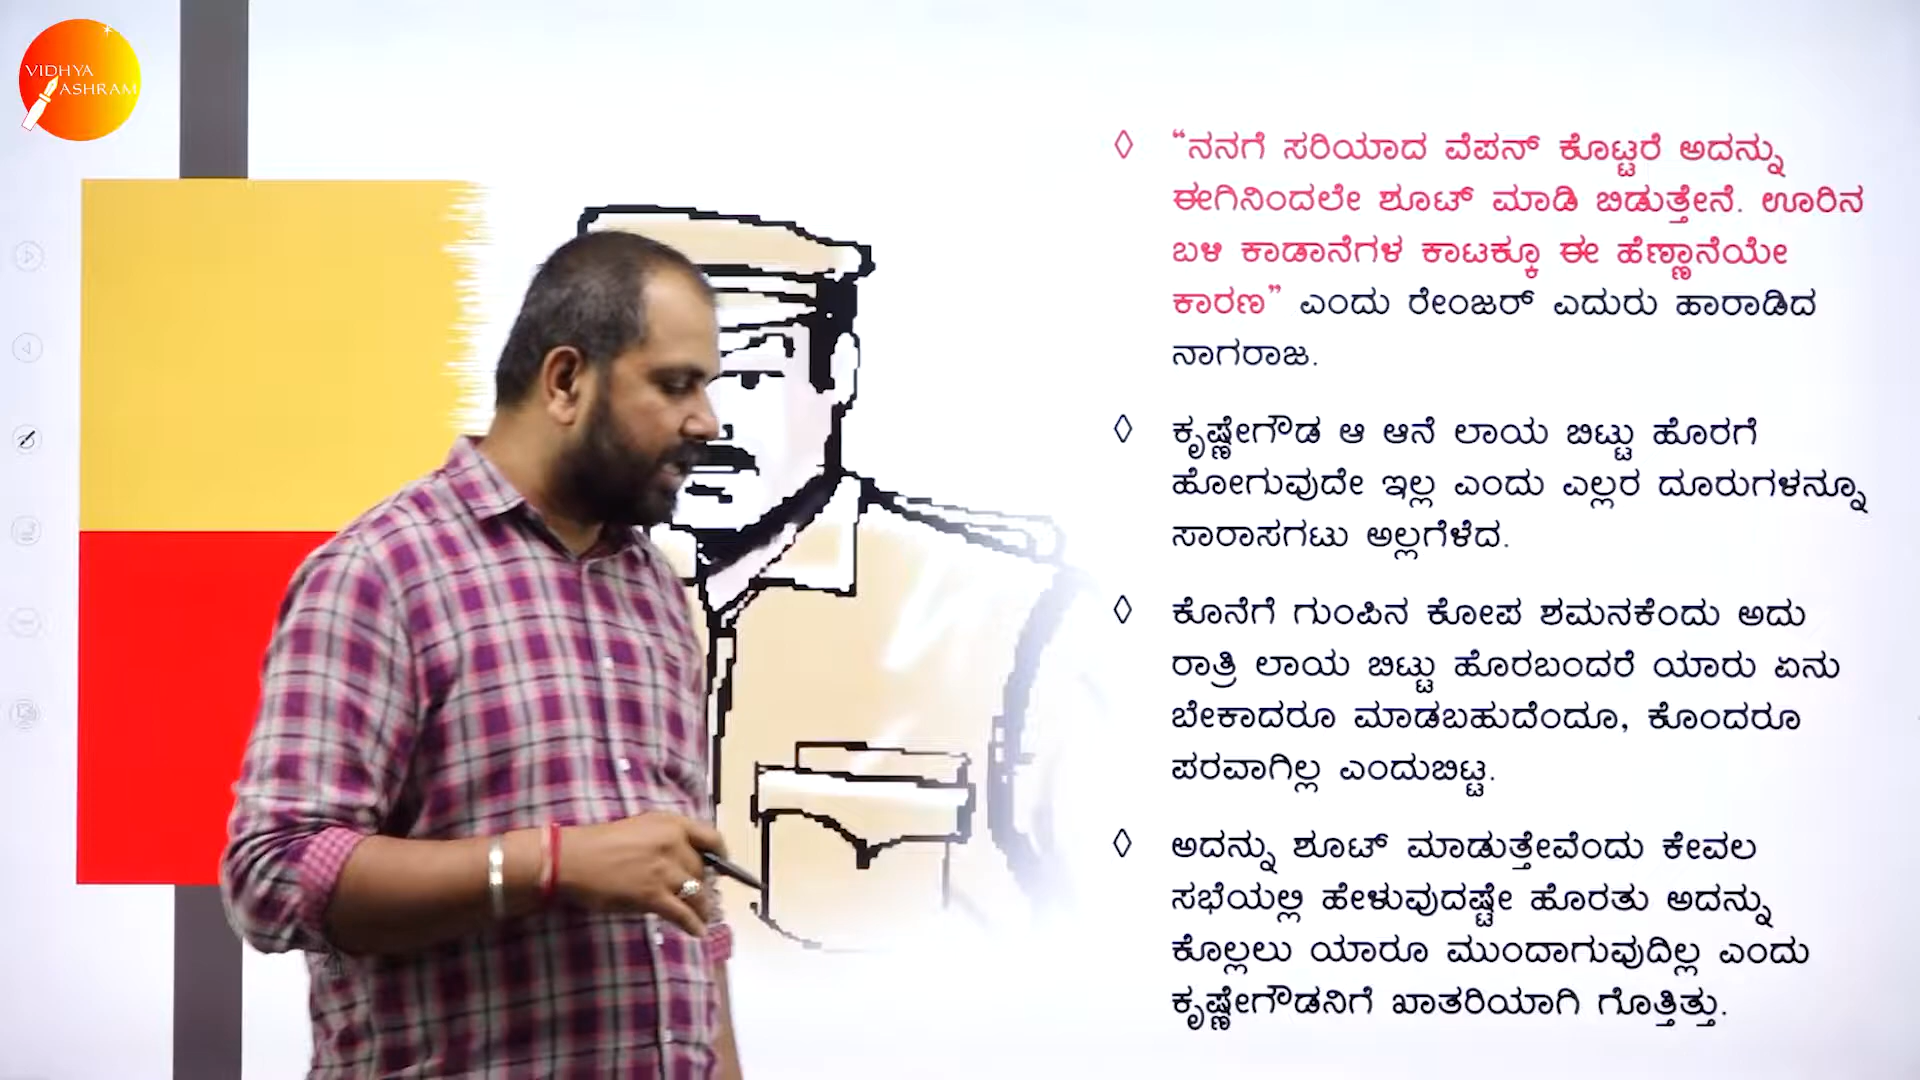 VIDHYA
ASHRAM
◊ “ನನಗೆ ಸರಿಯಾದ ವೆಪನ್ ಕೊಟ್ಟರೆ ಅದನ್ನು
ಈಗಿನಿಂದಲೇ ಶೂಟ್ ಮಾಡಿ ಬಿಡುತ್ತೇನೆ. ಊರಿನ
ಬಳಿ ಕಾಡಾನೆಗಳ ಕಾಟಕ್ಕೂ ಈ ಹೆಣ್ಣಾನೆಯೇ
ಕಾರಣ” ಎಂದು ರೇಂಜರ್ ಎದುರು ಹಾರಾಡಿದ
ನಾಗರಾಜ.
◊ ಕೃಷ್ಣೇಗೌಡ ಆ ಆನೆ ಲಾಯ ಬಿಟ್ಟು ಹೊರಗೆ
ಹೋಗುವುದೇ ಇಲ್ಲ ಎಂದು ಎಲ್ಲರ ದೂರುಗಳನ್ನೂ
ಸಾರಾಸಗಟು ಅಲ್ಲಗೆಳೆದ.
◊ ಕೊನೆಗೆ ಗುಂಪಿನ ಕೋಪ ಶಮನಕೆಂದು ಅದು
ರಾತ್ರಿ ಲಾಯ ಬಿಟ್ಟು ಹೊರಬಂದರೆ ಯಾರು ಏನು
ಬೇಕಾದರೂ ಮಾಡಬಹುದೆಂದೂ, ಕೊಂದರೂ
ಪರವಾಗಿಲ್ಲ ಎಂದುಬಿಟ್ಟ.
◊ ಅದನ್ನು ಶೂಟ್ ಮಾಡುತ್ತೇವೆಂದು ಕೇವಲ
ಸಭೆಯಲ್ಲಿ ಹೇಳುವುದಷ್ಟೇ ಹೊರತು ಅದನ್ನು
ಕೊಲ್ಲಲು ಯಾರೂ ಮುಂದಾಗುವುದಿಲ್ಲ ಎಂದು
ಕೃಷ್ಣೇಗೌಡನಿಗೆ ಖಾತರಿಯಾಗಿ ಗೊತ್ತಿತ್ತು.